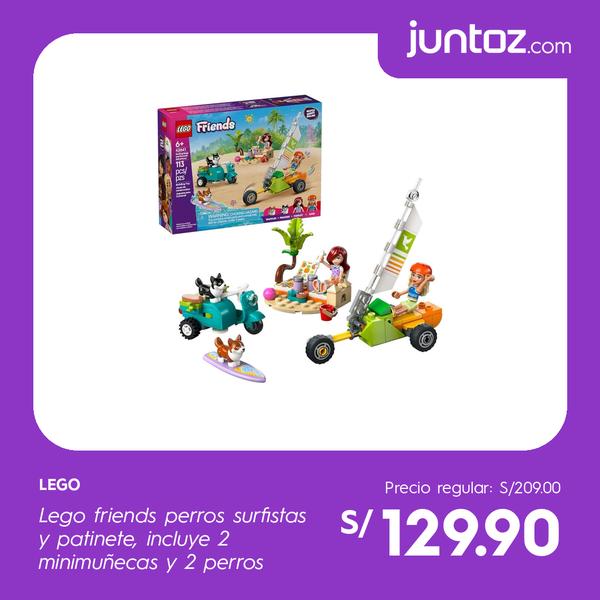 juntoz.com
LEGO
Friends
6+
113
pcs/
pzs
LEGO
Precio regular: S/209.00
Lego friends perros surfistas
y patinete, incluye 2
minimuñecas y 2 perros
S/129.90